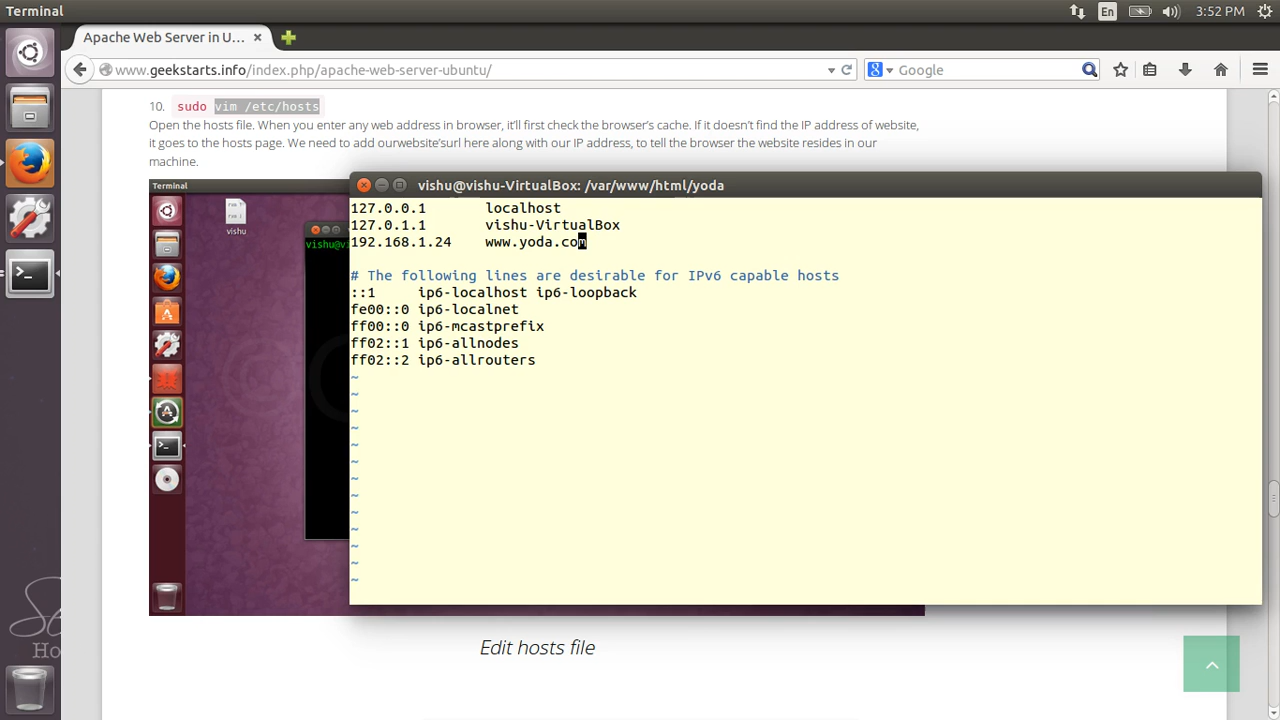 Terminal
En
3:52 PM
Apache Web Server in U...
www.geekstarts.info/index.php/apache-web-server-ubuntu/
Google
10. sudo vim /etc/hosts
Open the hosts file. When you enter any web address in browser, it'll first check the browser's cache. If it doesn't find the IP address of website,
it goes to the hosts page. We need to add ourwebsite'surl here along with our IP address, to tell the browser the website resides in our
machine.
Terminal
vishu
vishu@vi
vishu@vishu-VirtualBox: /var/www/html/yoda
127.0.0.1 localhost
127.0.1.1 vishu-VirtualBox
192.168.1.24 www.yoda.com
# The following lines are desirable for IPv6 capable hosts
::1 ip6-localhost ip6-loopback
fe00::0 ip6-localnet
ff00::0 ip6-mcastprefix
ff02::1 ip6-allnodes
ff02::2 ip6-allrouters
~
~
~
~
~
~
~
~
~
~
~
~
~
Edit hosts file